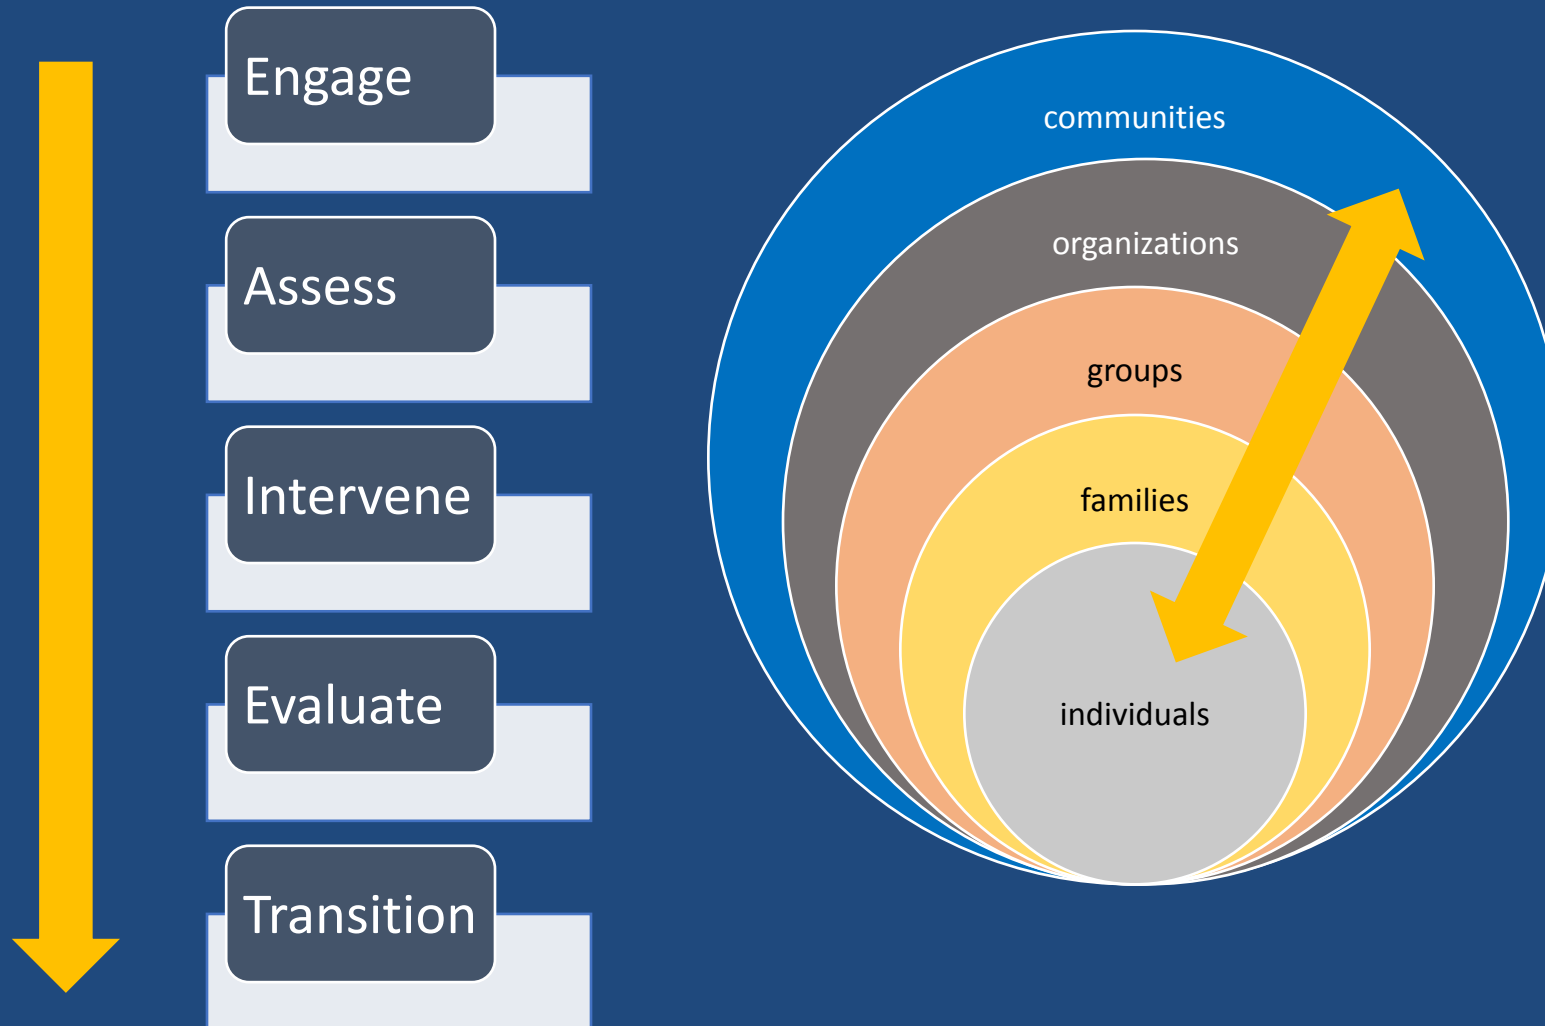 Engage
Assess
Intervene
Evaluate
Transition
communities
organizations
groups
families
individuals